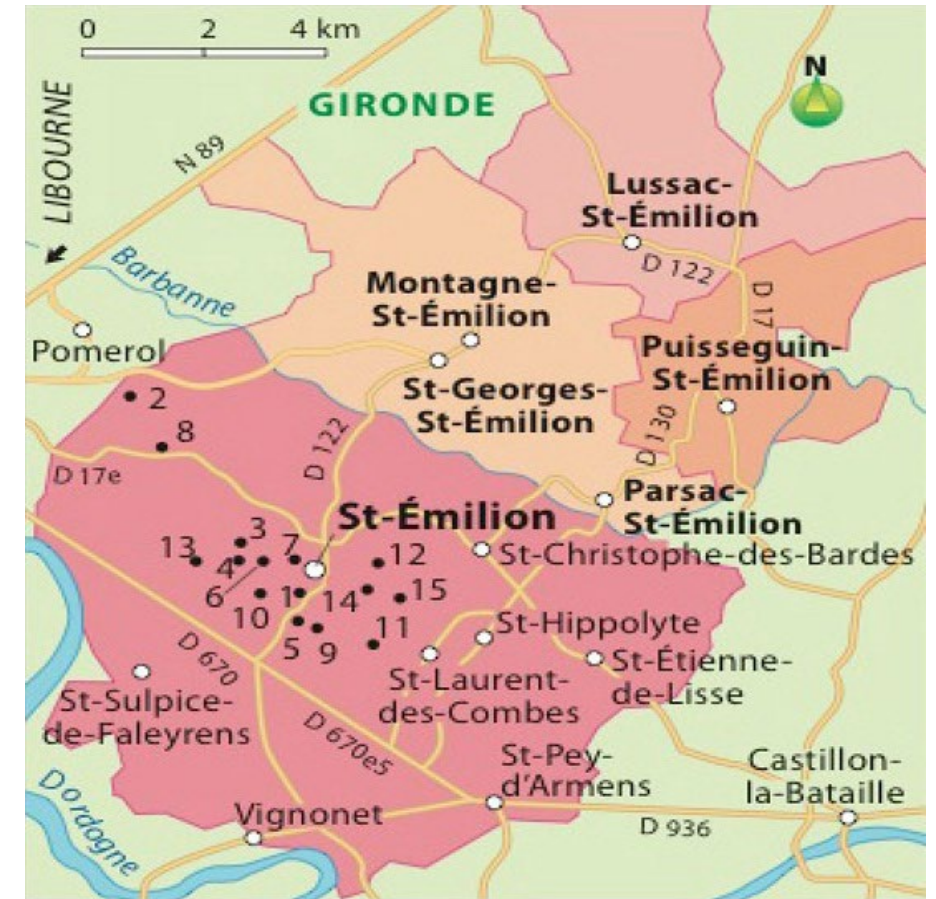 0 2 4 km
N
GIRONDE
LIBOURNE
N 89
Lussac-
St-Émilion
D 122
Barbanne
Montagne-
St-Émilion
D 17
Pomerol
Puisseguin-
St-Émilion
St-Georges-
St-Émilion
2
8
D 122
D 130
D 17e
Parsac-
St-Émilion
St-Émilion
St-Christophe-des-Bardes
13
3
7
12
4
6
10
1
14
15
5
9
11
St-Hippolyte
D 670
St-Laurent-
des-Combes
St-Étienne-
de-Lisse
St-Sulpice-
de-Faleyrens
D 670e5
St-Pey-
d'Armens
Castillon-
la-Bataille
Dordogne
Vignonet
D 936